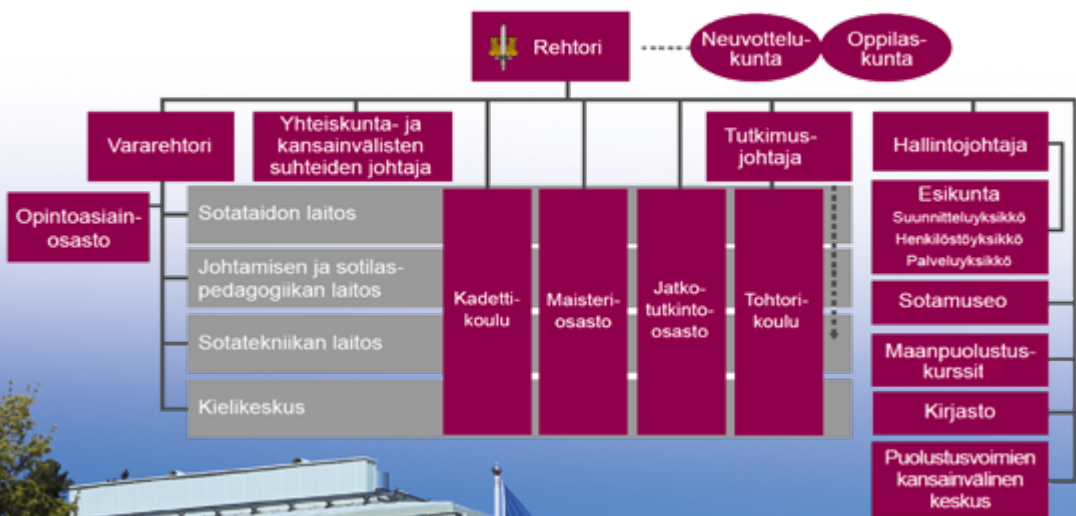 Rehtori
Neuvottelu-
kunta
Oppilas-
kunta
Vararehtori
Yhteiskunta- ja
kansainvälisten
suhteiden johtaja
Tutkimus-
johtaja
Hallintojohtaja
Opintoasiain-
osasto
Sotataidon laitos
Johtamisen ja sotilas-
pedagogiikan laitos
Sotatekniikan laitos
Kielikeskus
Kadetti-
koulu
Maisteri-
osasto
Jatko-
tutkinto-
osasto
Tohtori-
koulu
Esikunta
Suunnitteluyksikkö
Henkilöstöyksikkö
Palveluyksikkö
Sotamuseo
Maanpuolustus-
kurssit
Kirjasto
Puolustusvoimien
kansainvälinen
keskus